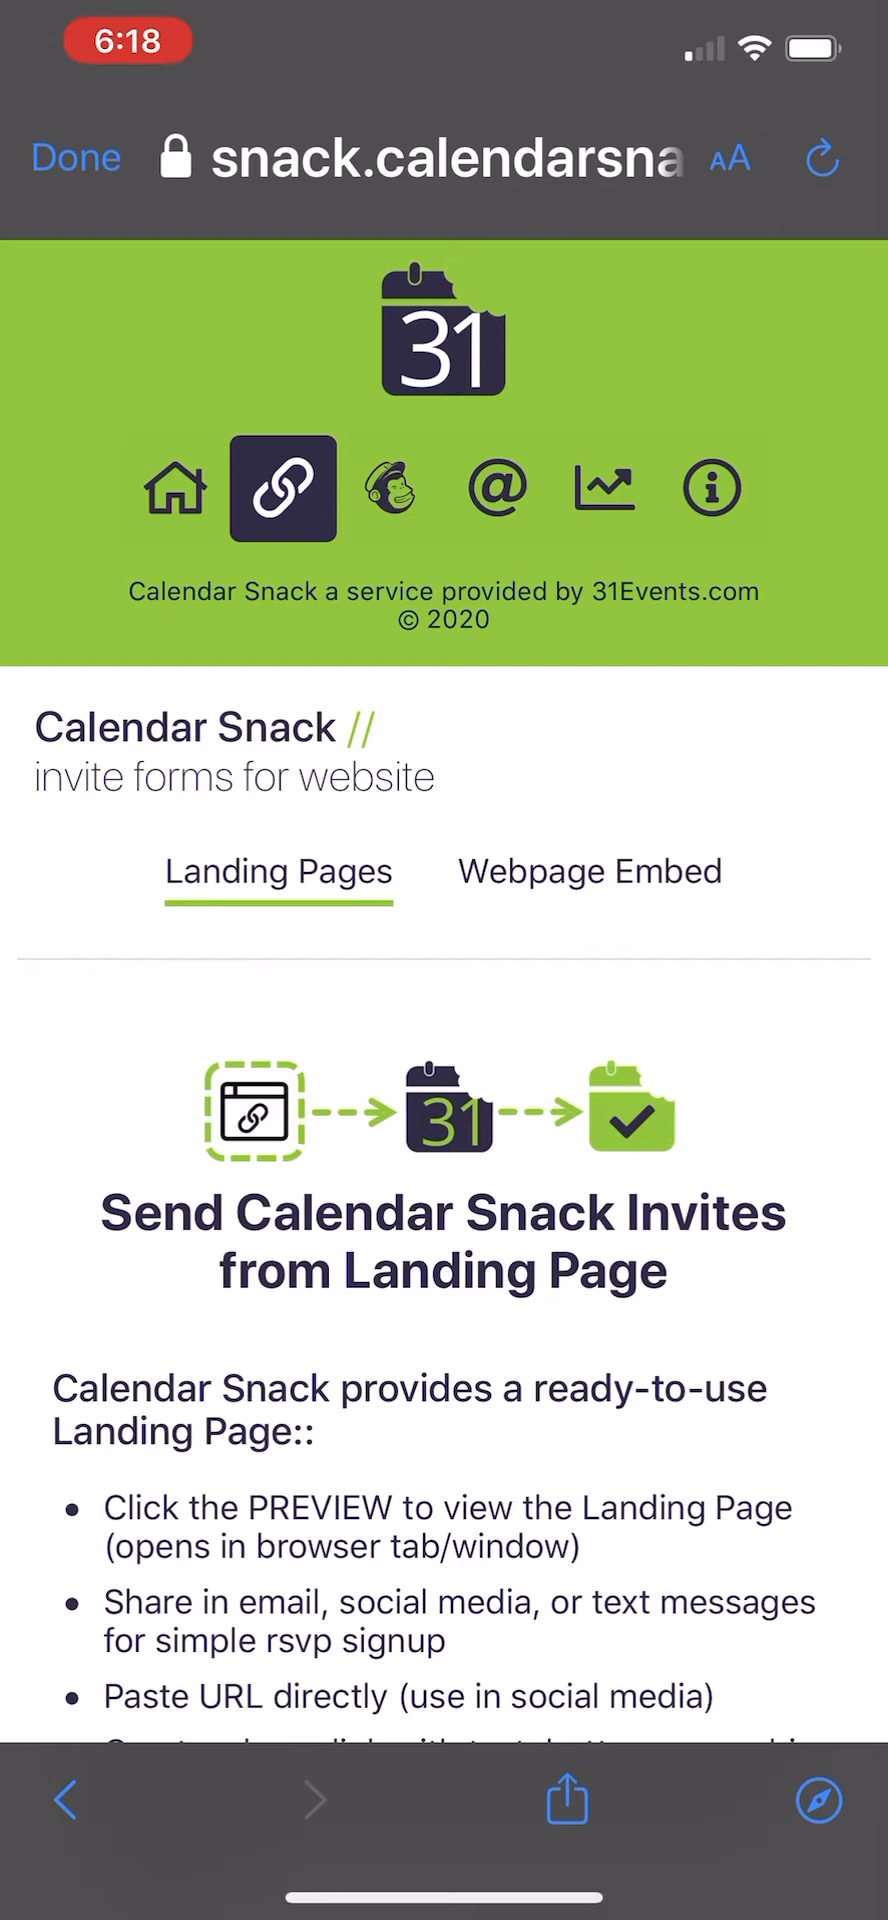 6:18
Done snack.calendarsna AA
31
@
Calendar Snack a service provided by 31Events.com
© 2020
Calendar Snack //
invite forms for website
Landing Pages Webpage Embed
31
Send Calendar Snack Invites
from Landing Page
Calendar Snack provides a ready-to-use
Landing Page::
• Click the PREVIEW to view the Landing Page
(opens in browser tab/window)
• Share in email, social media, or text messages
for simple rsvp signup
• Paste URL directly (use in social media)